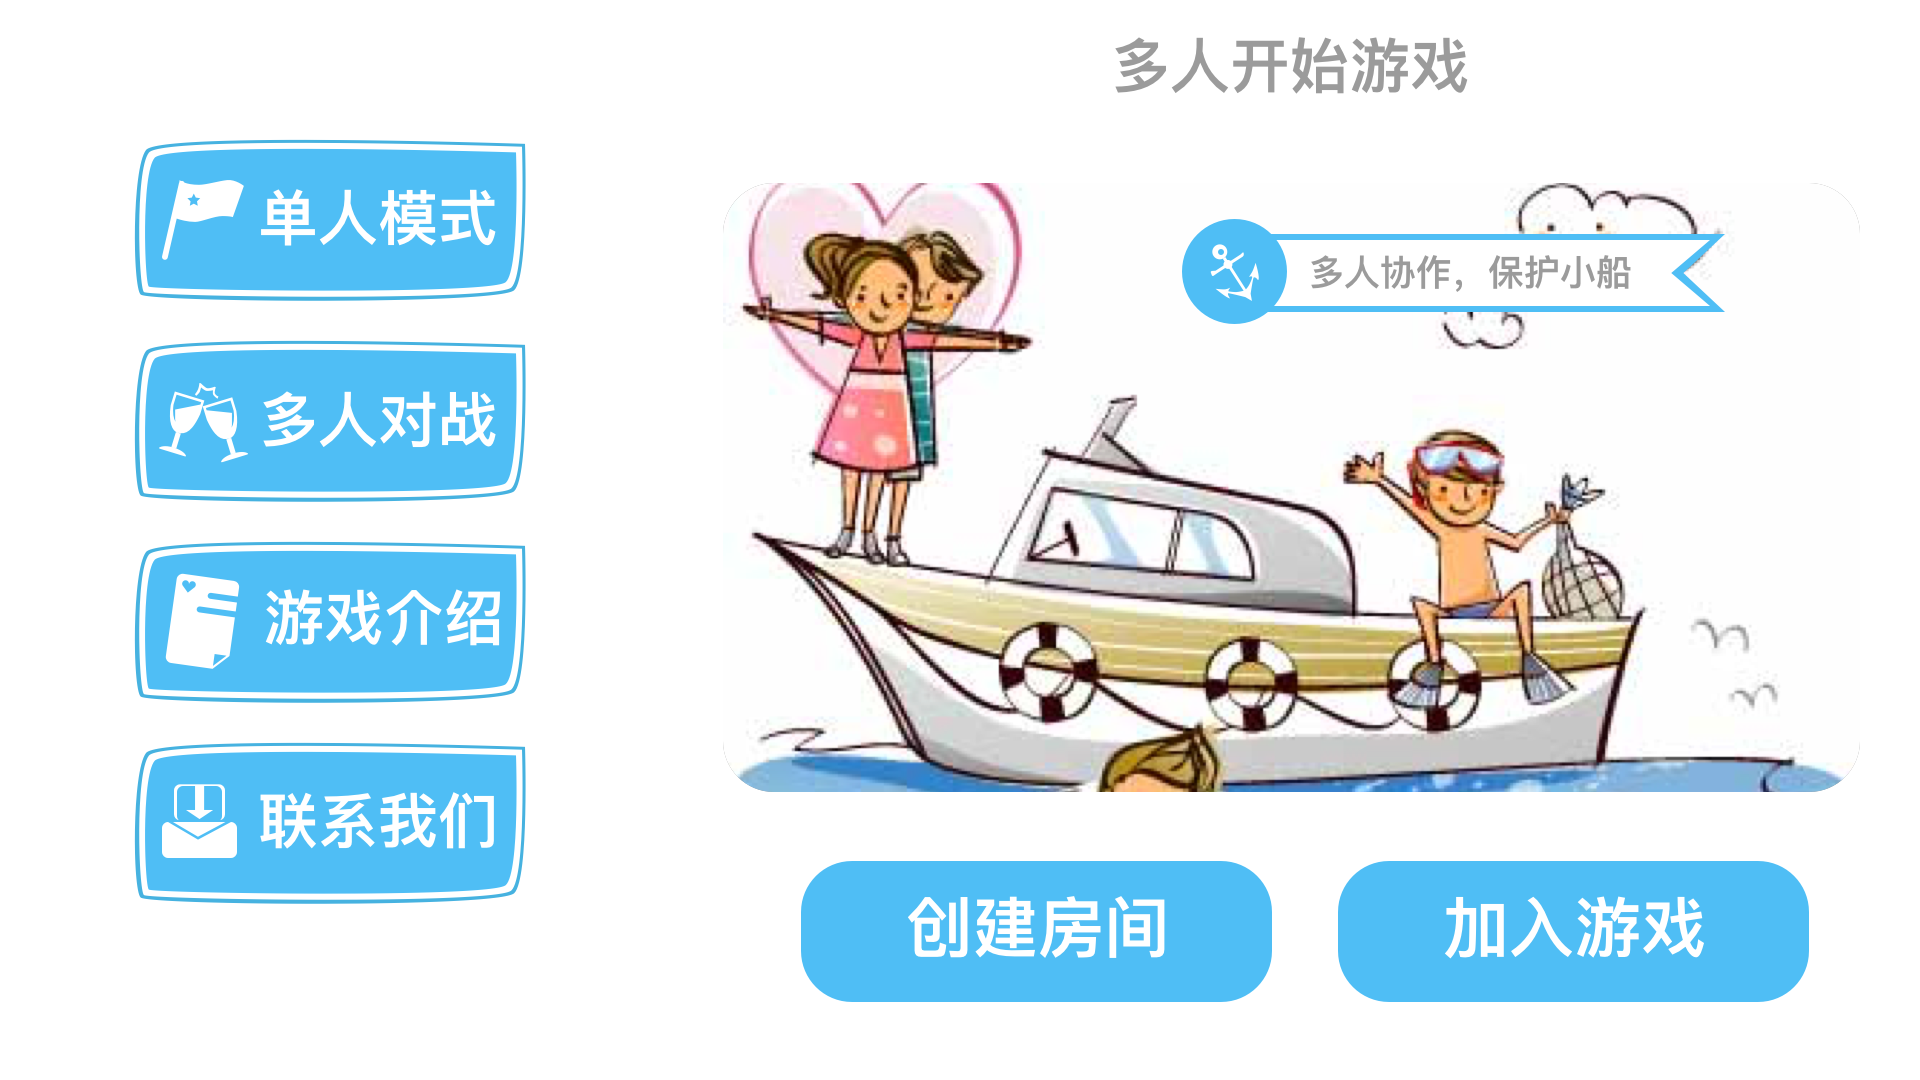 多人开始游戏
单人模式
多人对战
游戏介绍
联系我们
多人协作，保护小船
创建房间
加入游戏